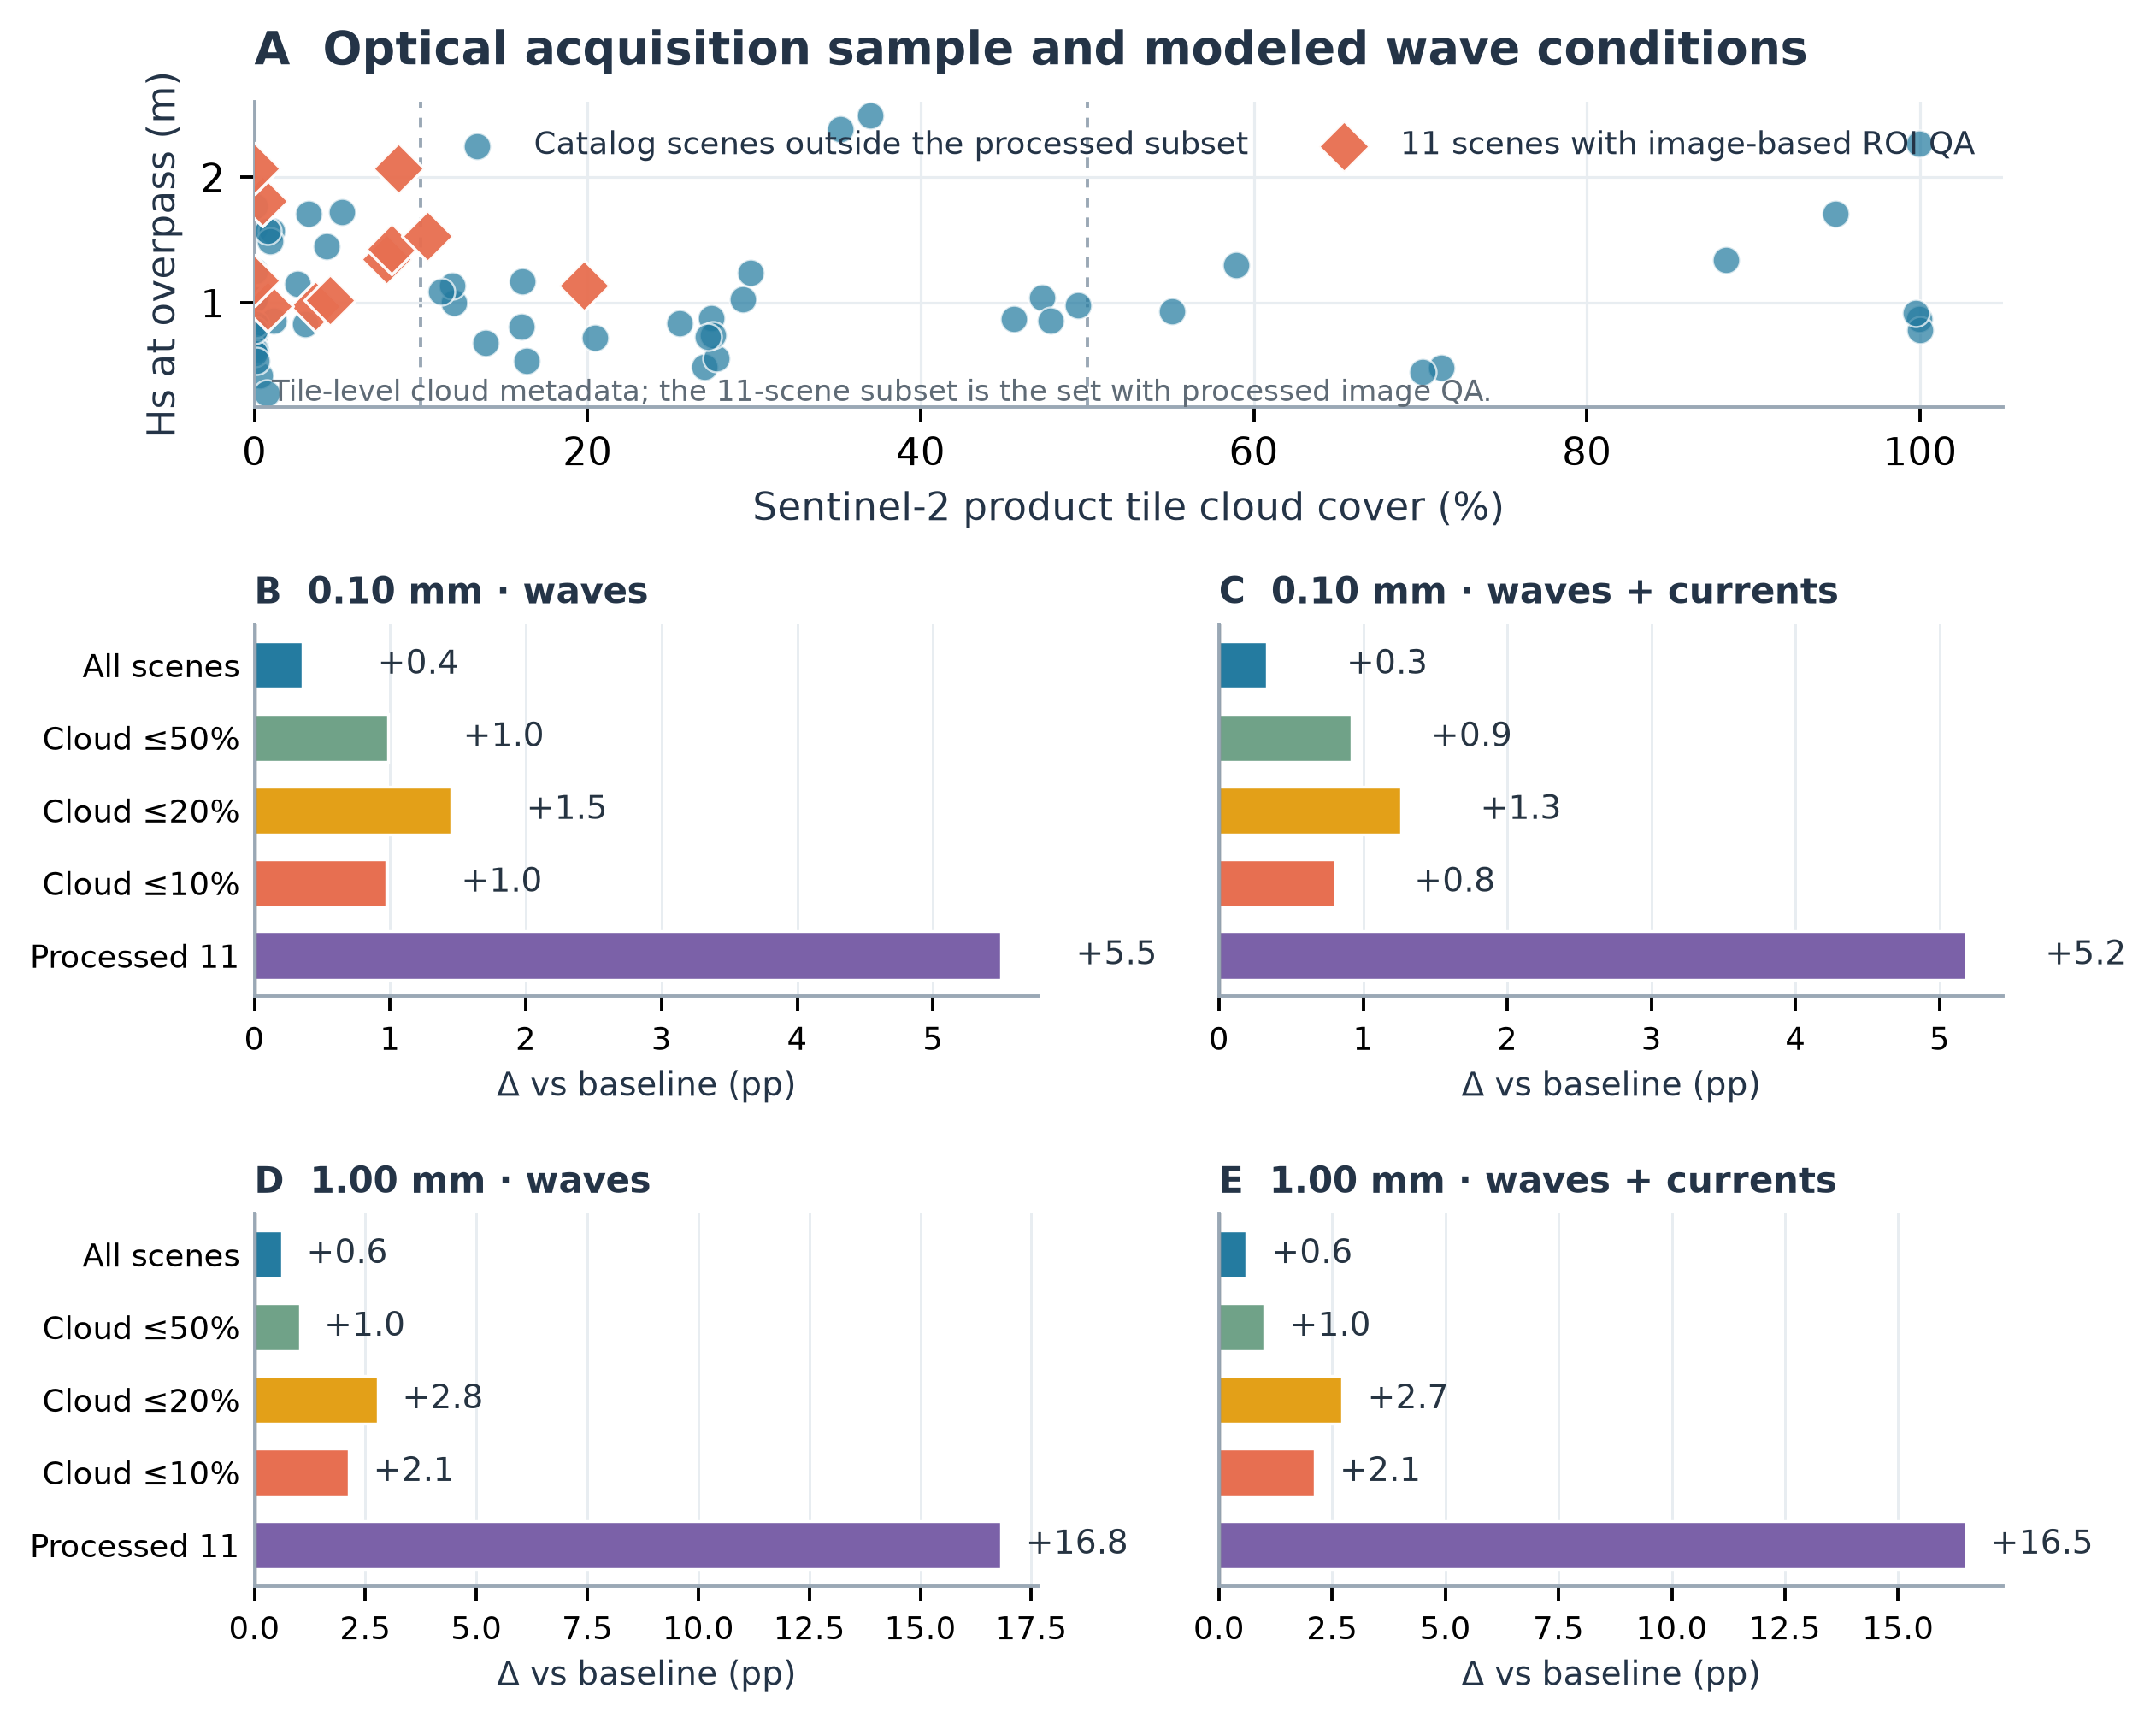 A Optical acquisition sample and modeled wave conditions
Hs at overpass (m)
2
1
Catalog scenes outside the processed subset
11 scenes with image-based ROI QA
Tile-level cloud metadata; the 11-scene subset is the set with processed image QA.
0 20 40 60 80 100
Sentinel-2 product tile cloud cover (%)
B 0.10 mm · waves
All scenes +0.4
Cloud ≤50% +1.0
Cloud ≤20% +1.5
Cloud ≤10% +1.0
Processed 11 +5.5
0 1 2 3 4 5
Δ vs baseline (pp)
C 0.10 mm · waves + currents
+0.3
+0.9
+1.3
+0.8
+5.2
0 1 2 3 4 5
Δ vs baseline (pp)
D 1.00 mm · waves
All scenes +0.6
Cloud ≤50% +1.0
Cloud ≤20% +2.8
Cloud ≤10% +2.1
Processed 11 +16.8
0.0 2.5 5.0 7.5 10.0 12.5 15.0 17.5
Δ vs baseline (pp)
E 1.00 mm · waves + currents
+0.6
+1.0
+2.7
+2.1
+16.5
0.0 2.5 5.0 7.5 10.0 12.5 15.0
Δ vs baseline (pp)